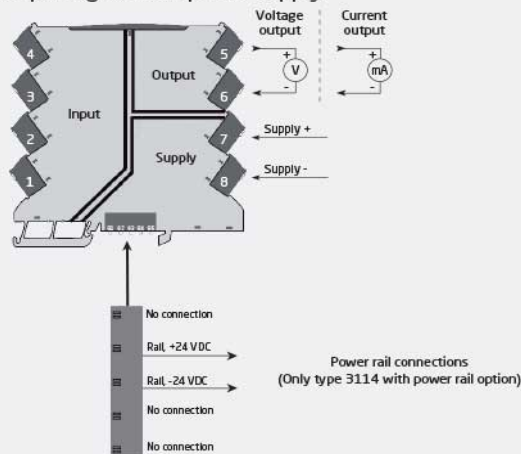 Voltage output
Current output
4
5
3
6
2
7
1
8
Input
Output
Supply
+
V
-
+
mA
-
Supply +
Supply -
No connection
Rail, +24 VDC
Rail, -24 VDC
No connection
No connection
Power rail connections
(Only type 3114 with power rail option)